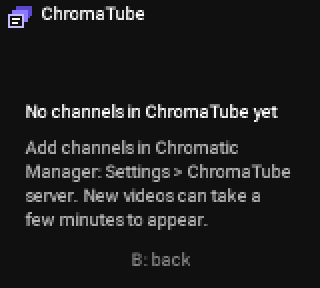 ChromaTube
No channels in ChromaTube yet
Add channels in Chromatic
Manager: Settings > ChromaTube
server. New videos can take a
few minutes to appear.
B: back